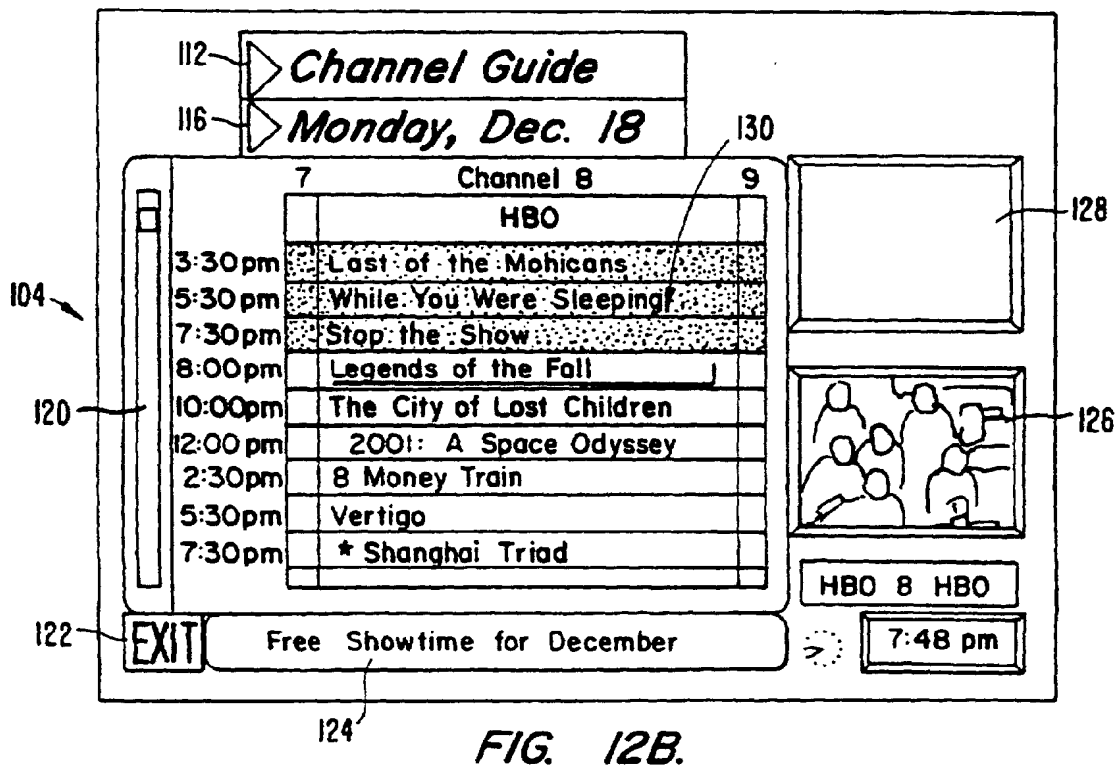 112 Channel Guide
116 Monday, Dec. 18
130
7 Channel 8 9
HBO
128
3:30pm Last of the Mohicans
104
5:30pm While You Were Sleeping
7:30pm Stop the Show
8:00pm Legends of the Fall
120
10:00pm The City of Lost Children
126
12:00 pm 2001: A Space Odyssey
2:30pm 8 Money Train
5:30pm Vertigo
7:30pm * Shanghai Triad
HBO 8 HBO
122 EXIT Free Showtime for December 7:48 pm
124
FIG. 12B.